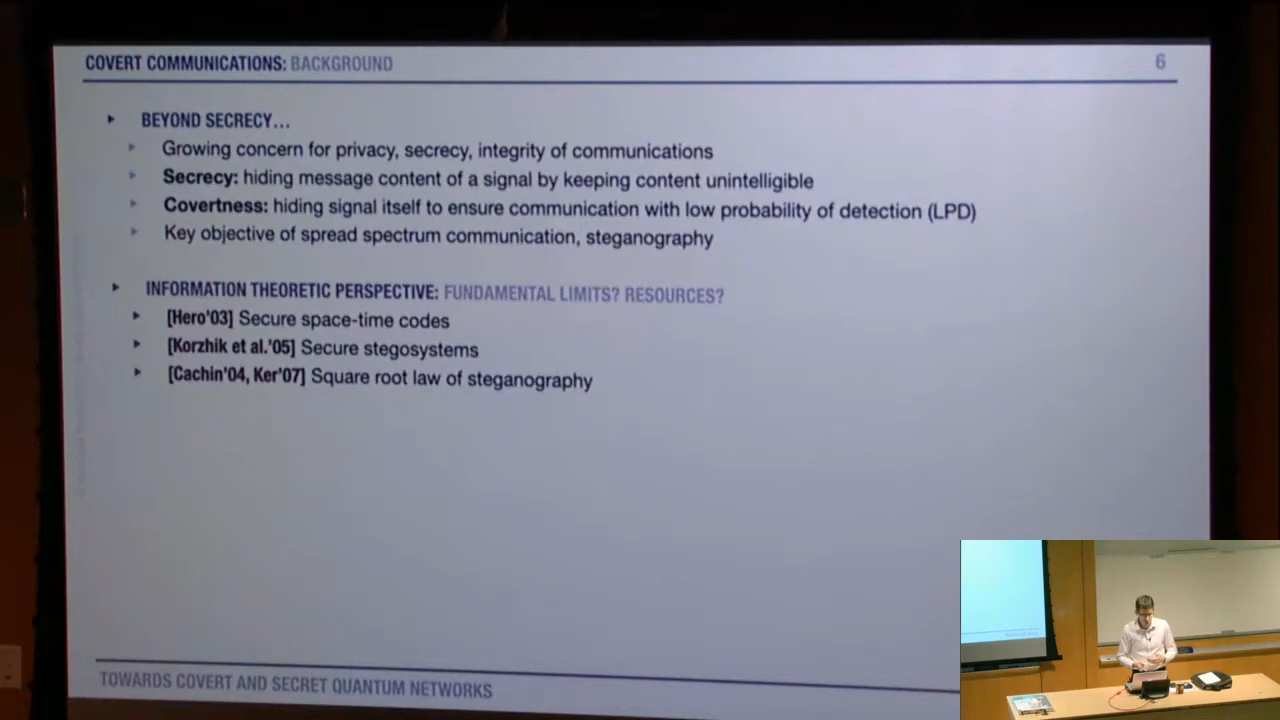 COVERT COMMUNICATIONS: BACKGROUND
6
BEYOND SECRECY...
Growing concern for privacy, secrecy, integrity of communications
Secrecy: hiding message content of a signal by keeping content unintelligible
Covertness: hiding signal itself to ensure communication with low probability of detection (LPD)
Key objective of spread spectrum communication, steganography
INFORMATION THEORETIC PERSPECTIVE: FUNDAMENTAL LIMITS? RESOURCES?
[Hero'03] Secure space-time codes
[Korzhik et al.'05] Secure stegosystems
[Cachin'04, Ker'07] Square root law of steganography
TOWARDS COVERT AND SECRET QUANTUM NETWORKS